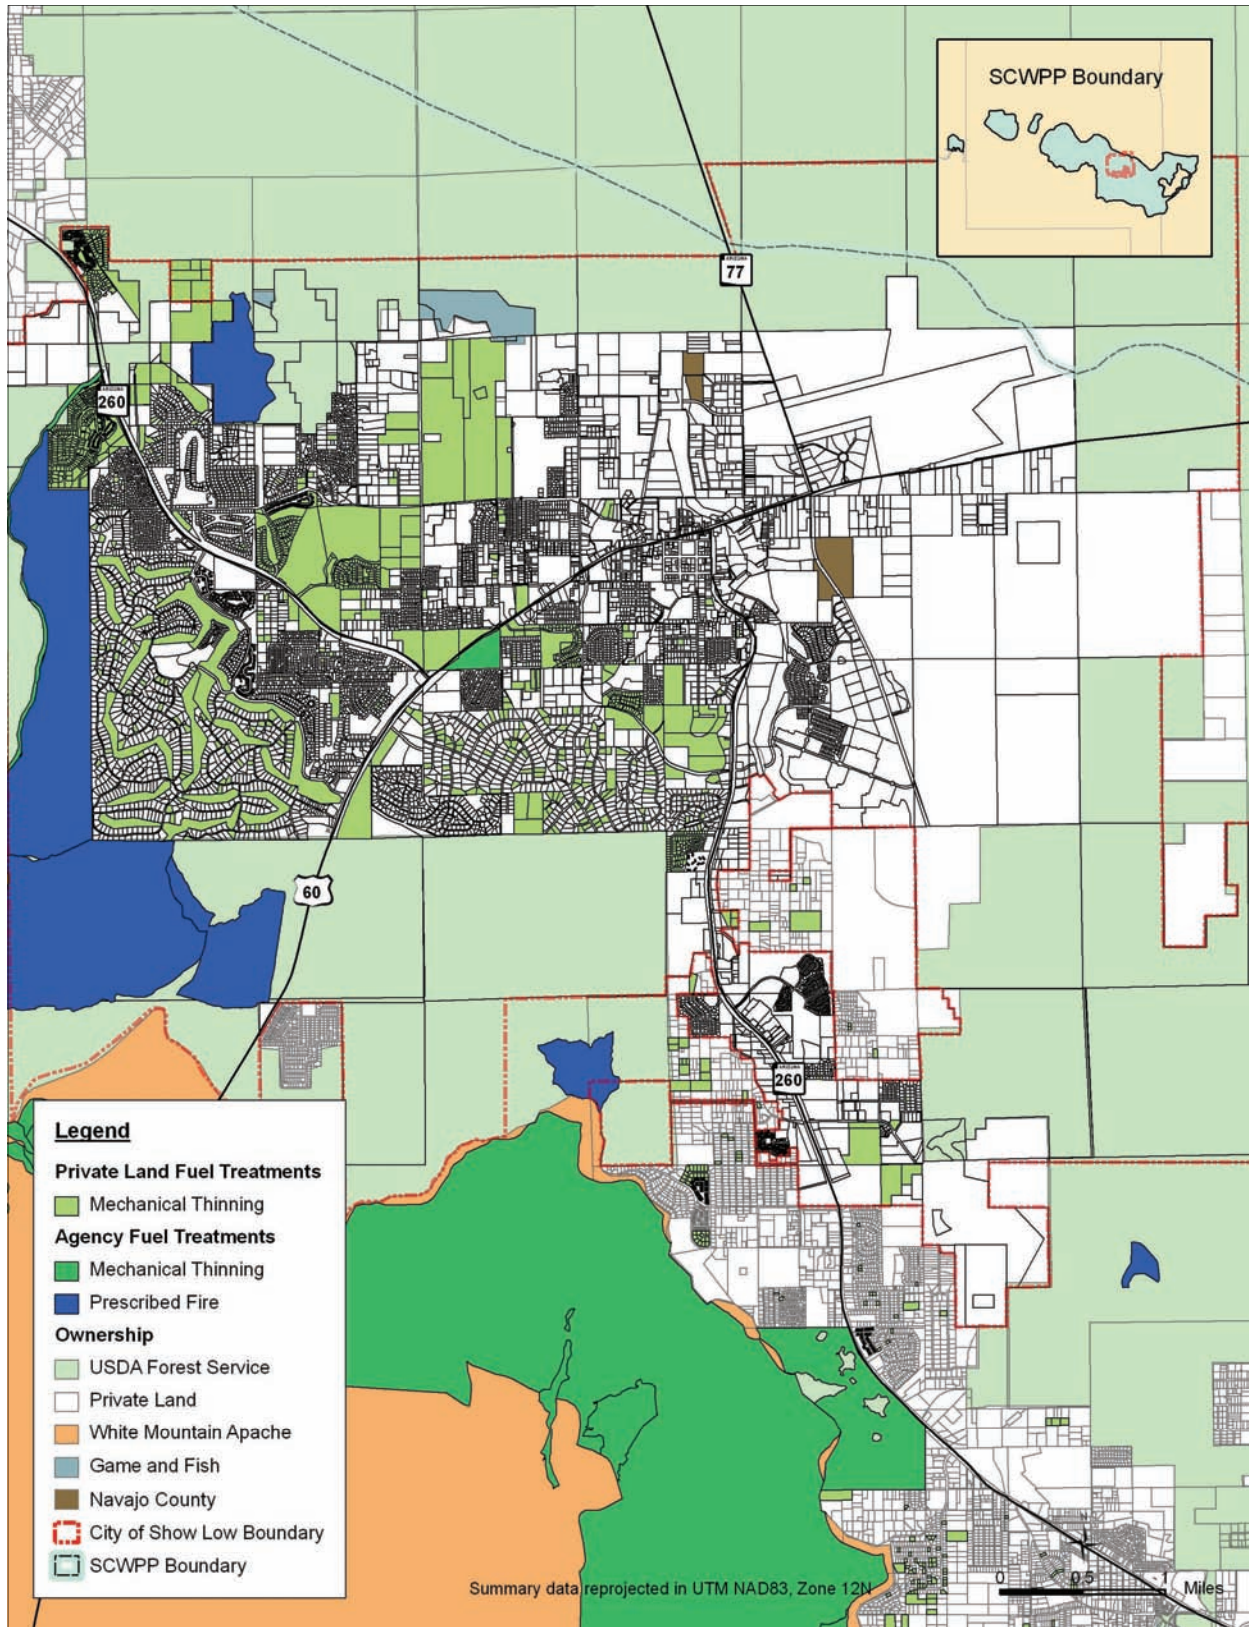 SCWPP Boundary
ARIZONA
77
ARIZONA
260
60
260
Legend
Private Land Fuel Treatments
Mechanical Thinning
Agency Fuel Treatments
Mechanical Thinning
Prescribed Fire
Ownership
USDA Forest Service
Private Land
White Mountain Apache
Game and Fish
Navajo County
City of Show Low Boundary
SCWPP Boundary
Summary data reprojected in UTM NAD83, Zone 12N
N
0 0.5 1 Miles